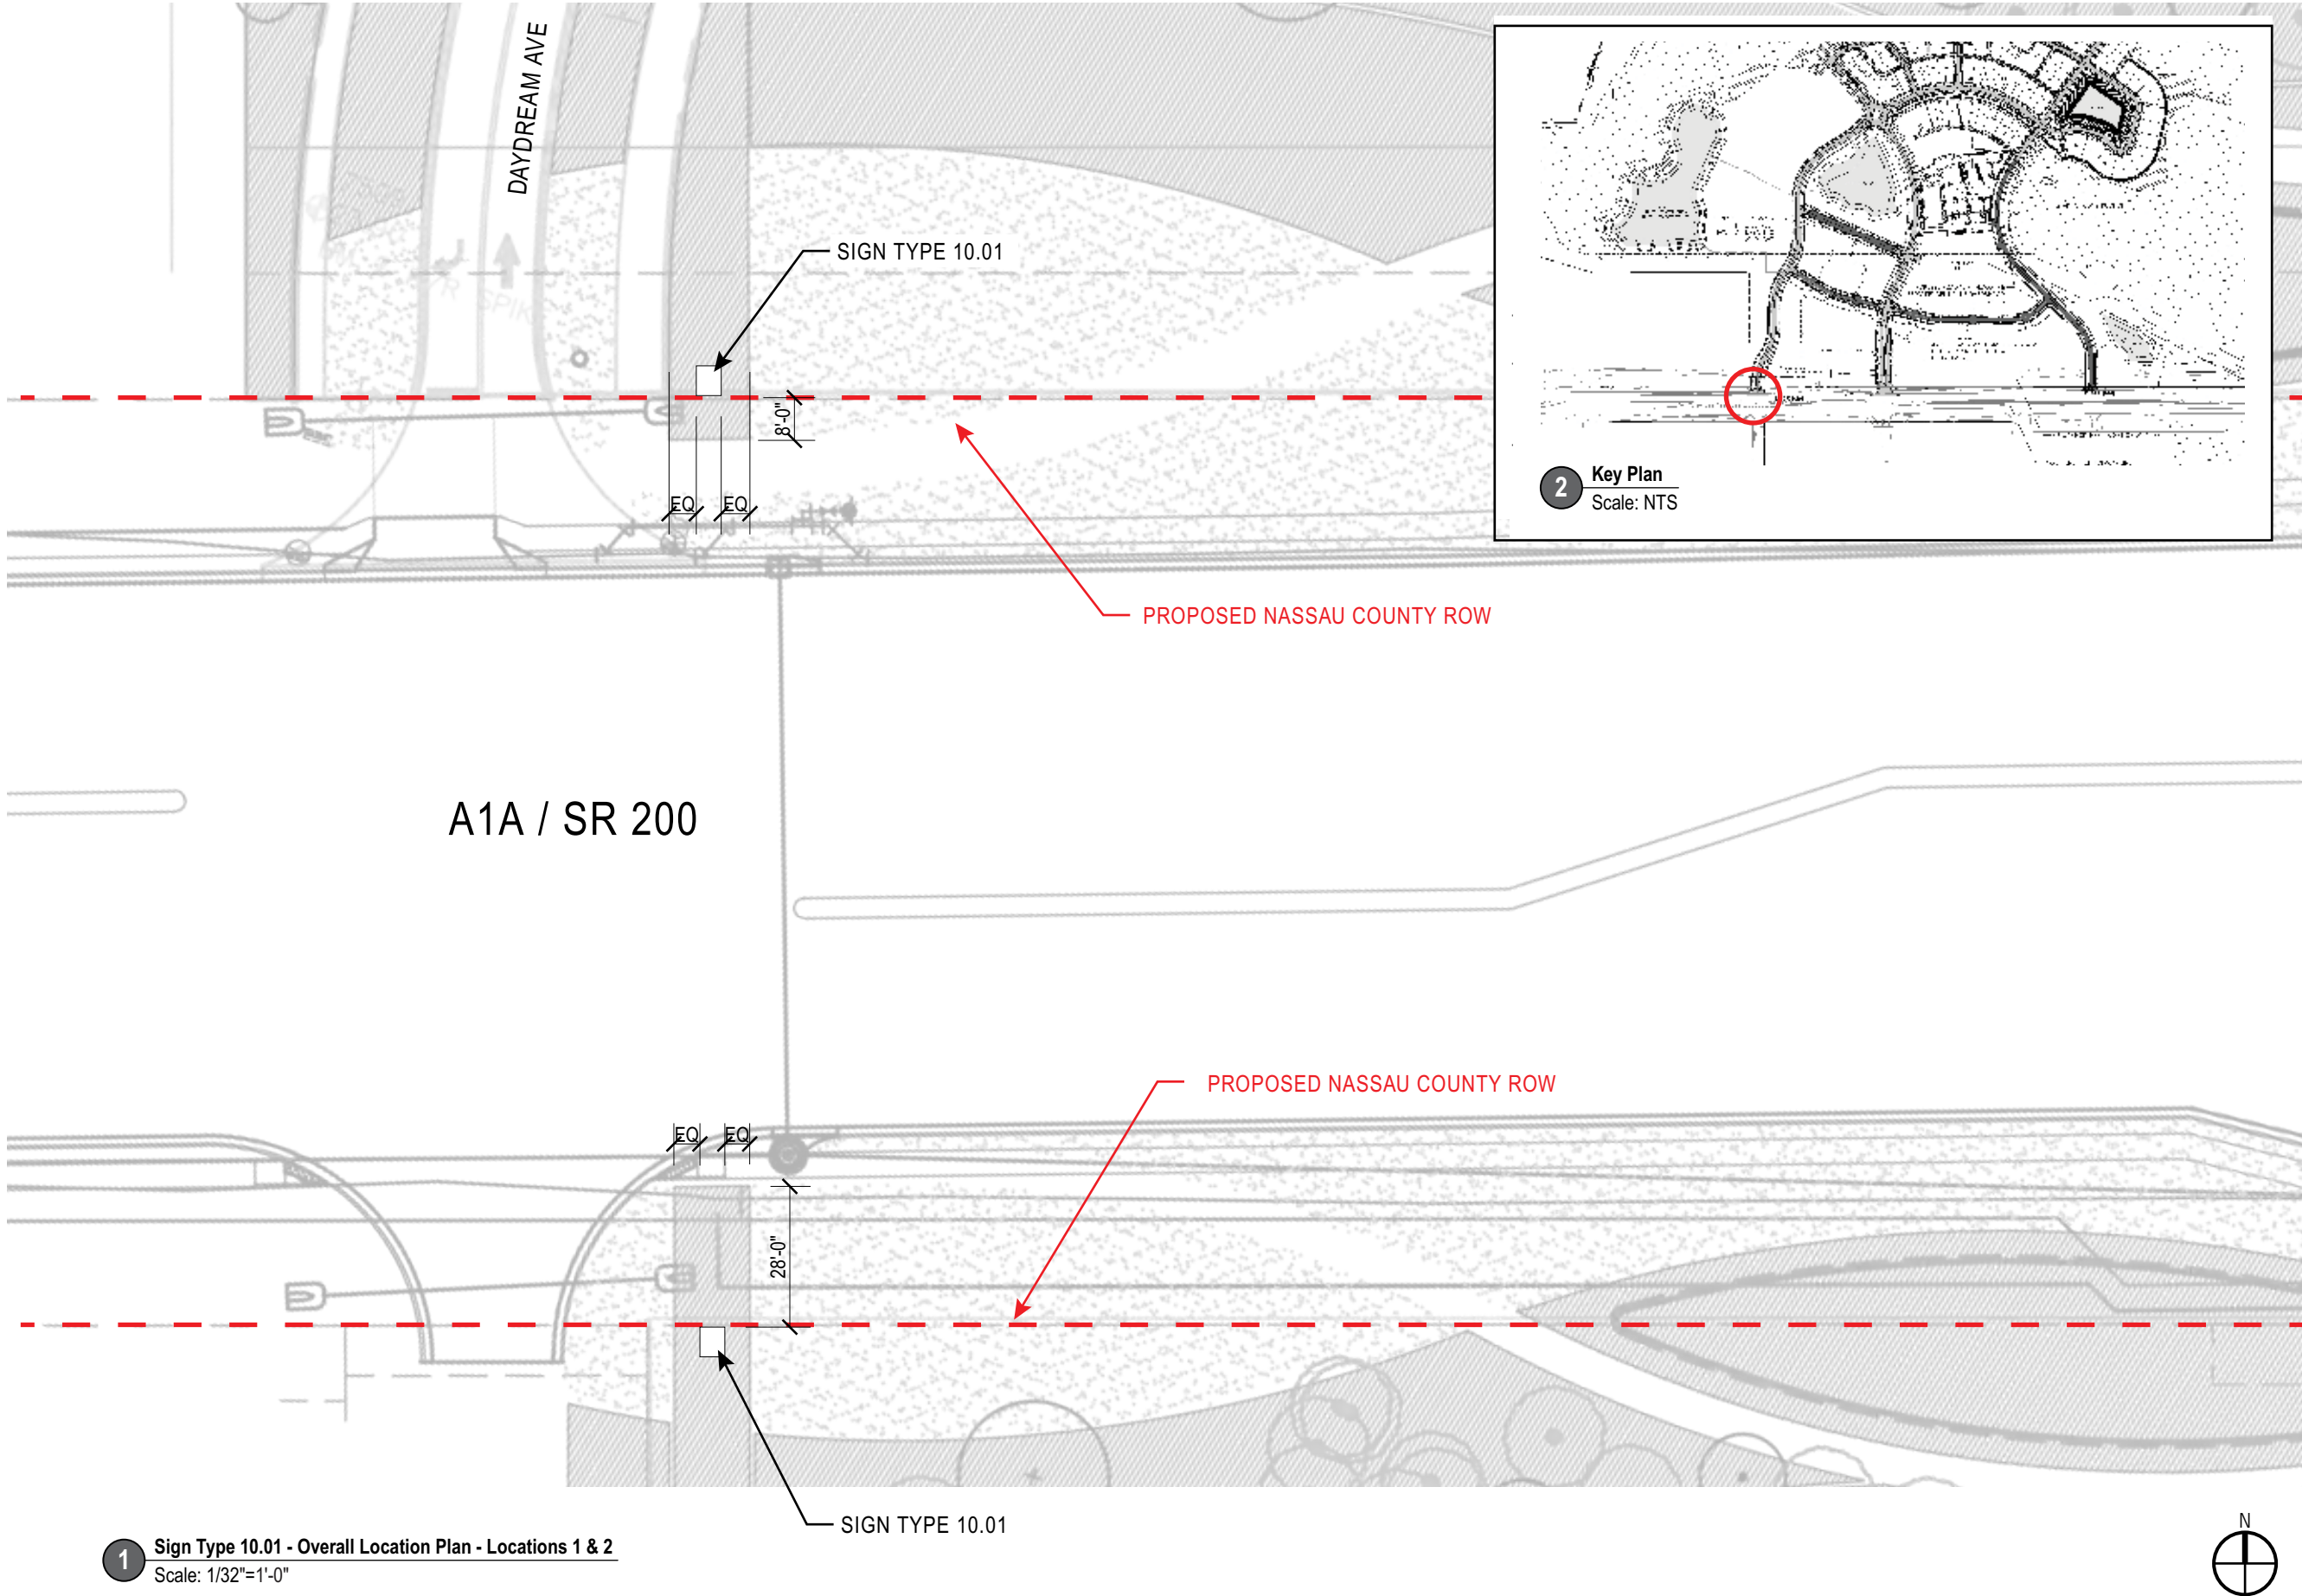 DAYDREAM AVE
SIGN TYPE 10.01
8'-0"
EQ
EQ
PROPOSED NASSAU COUNTY ROW
2
Key Plan
Scale: NTS
A1A / SR 200
PROPOSED NASSAU COUNTY ROW
EQ
EQ
28'-0"
SIGN TYPE 10.01
1
Sign Type 10.01 - Overall Location Plan - Locations 1 & 2
Scale: 1/32"=1'-0"
N